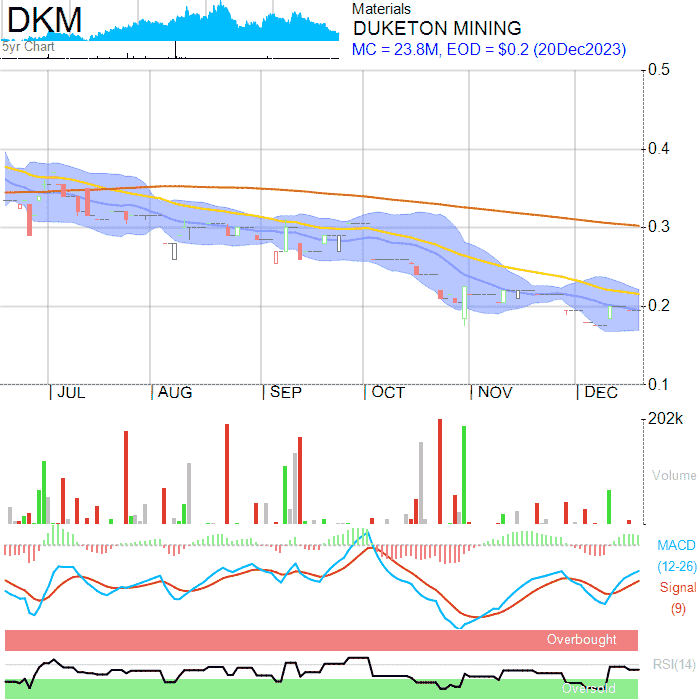 DKM
5yr Chart
Materials
DUKETON MINING
MC = 23.8M, EOD = $0.2 (20Dec2023)
0.5
0.4
0.3
0.2
0.1
JUL
AUG
SEP
OCT
NOV
DEC
202k
Volume
MACD
(12-26)
Signal
(9)
Overbought
RSI(14)
Oversold